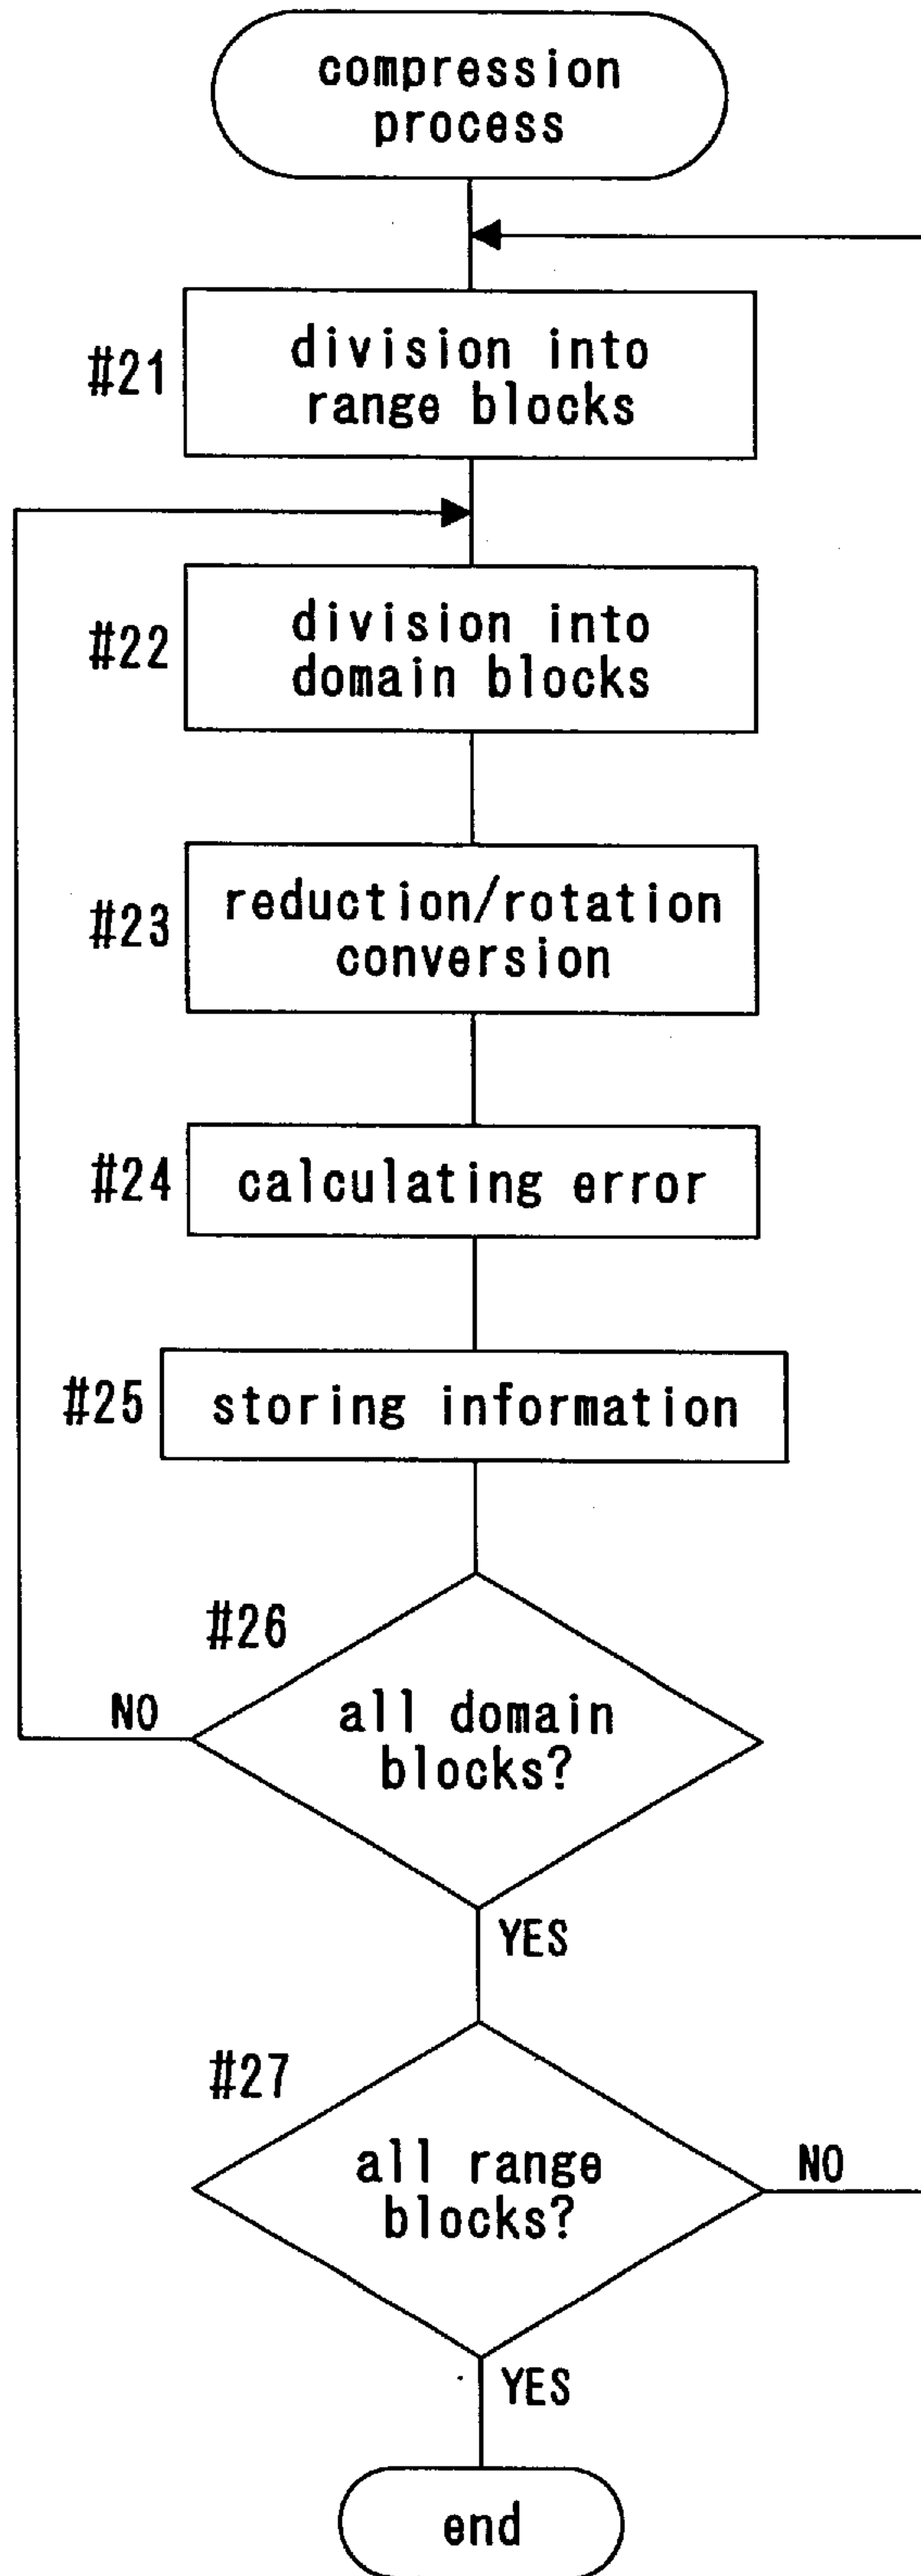 compression
process
#21
division into
range blocks
#22
division into
domain blocks
#23
reduction/rotation
conversion
#24
calculating error
#25
storing information
#26
NO
all domain
blocks?
YES
#27
all range
blocks?
NO
YES
end